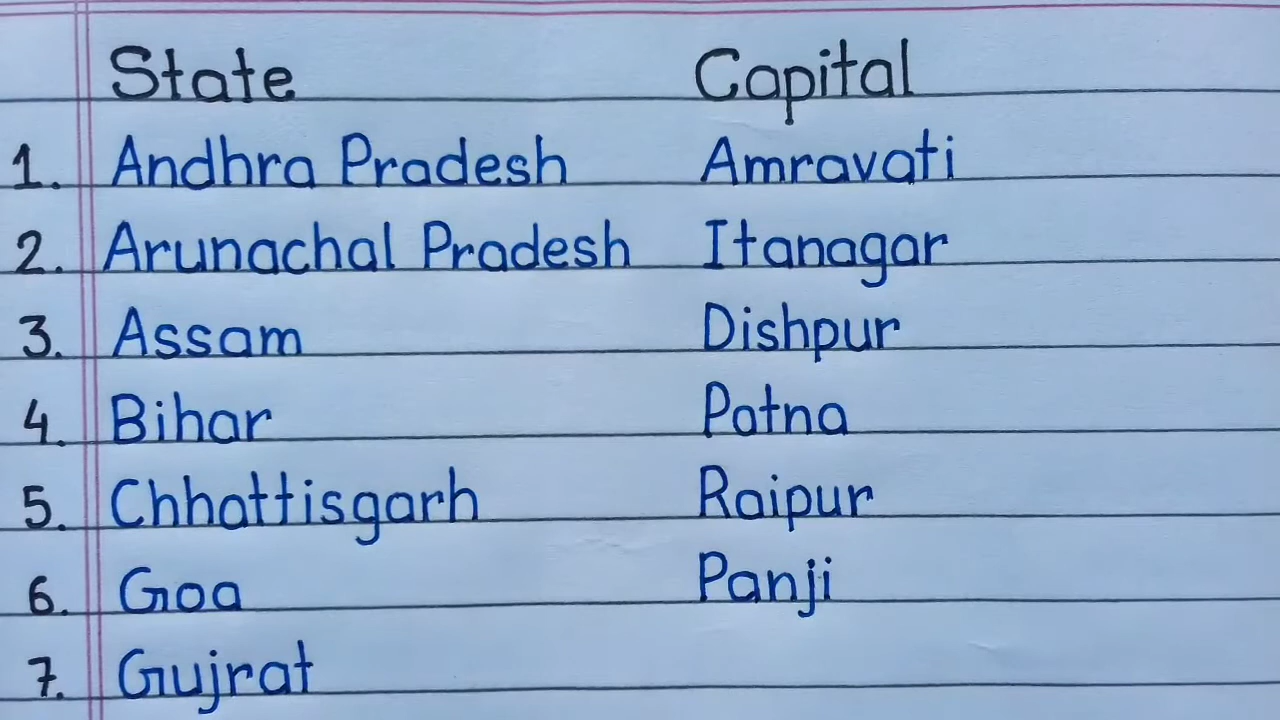 State Capital
1. Andhra Pradesh Amravati
2. Arunachal Pradesh Itanagar
3. Assam Dishpur
4. Bihar Patna
5. Chhattisgarh Raipur
6. Goa Panji
7. Gujrat